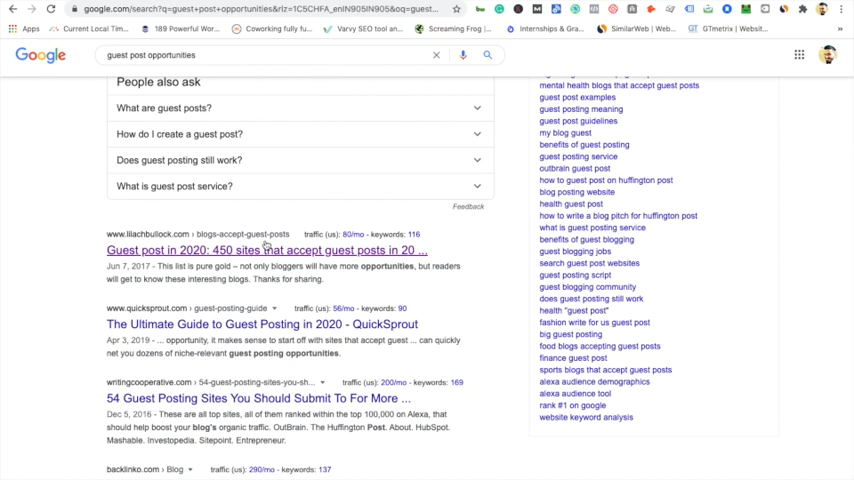 google.com/search?q=guest+post+opportunities&rlz=1C5CHFA_enIN905IN905&oq=guest...
Apps
Current Local Tim...
189 Powerful Wor...
Coworking fully fu...
Varvy SEO tool an...
Screaming Frog |...
Internships & Gra...
SimilarWeb | Web...
GTmetrix | Websit...
»
Google
guest post opportunities
People also ask
What are guest posts?
How do I create a guest post?
Does guest posting still work?
What is guest post service?
Feedback
www.lilachbullock.com › blogs-accept-guest-posts traffic (us): 80/mo - keywords: 116
Guest post in 2020: 450 sites that accept guest posts in 20 ...
Jun 7, 2017 - This list is pure gold – not only bloggers will have more opportunities, but readers
will get to know these interesting blogs. Thanks for sharing.
www.quicksprout.com › guest-posting-guide traffic (us): 56/mo - keywords: 90
The Ultimate Guide to Guest Posting in 2020 - QuickSprout
Apr 3, 2019 - ... opportunity, it makes sense to start off with sites that accept guest ... can quickly
net you dozens of niche-relevant guest posting opportunities.
writingcooperative.com › 54-guest-posting-sites-you-sh... traffic (us): 200/mo - keywords: 169
54 Guest Posting Sites You Should Submit To For More ...
Dec 5, 2016 - These are all top sites, all of them ranked within the top 100,000 on Alexa, that
should help boost your blog's organic traffic. OutBrain. The Huffington Post. About. HubSpot.
Mashable. Investopedia. Sitepoint. Entrepreneur.
backlinko.com › Blog traffic (us): 290/mo - keywords: 137
mental health blogs that accept guest posts
guest post examples
guest posting meaning
guest post guidelines
my blog guest
benefits of guest posting
guest posting service
outbrain guest post
how to guest post on huffington post
blog posting website
health guest post
how to write a blog pitch for huffington post
what is guest posting service
benefits of guest blogging
guest blogging jobs
search guest post websites
guest posting script
guest blogging community
does guest posting still work
health "guest post"
fashion write for us guest post
big guest posting
food blogs accepting guest posts
finance guest post
sports blogs that accept guest posts
alexa audience demographics
alexa audience tool
rank #1 on google
website keyword analysis